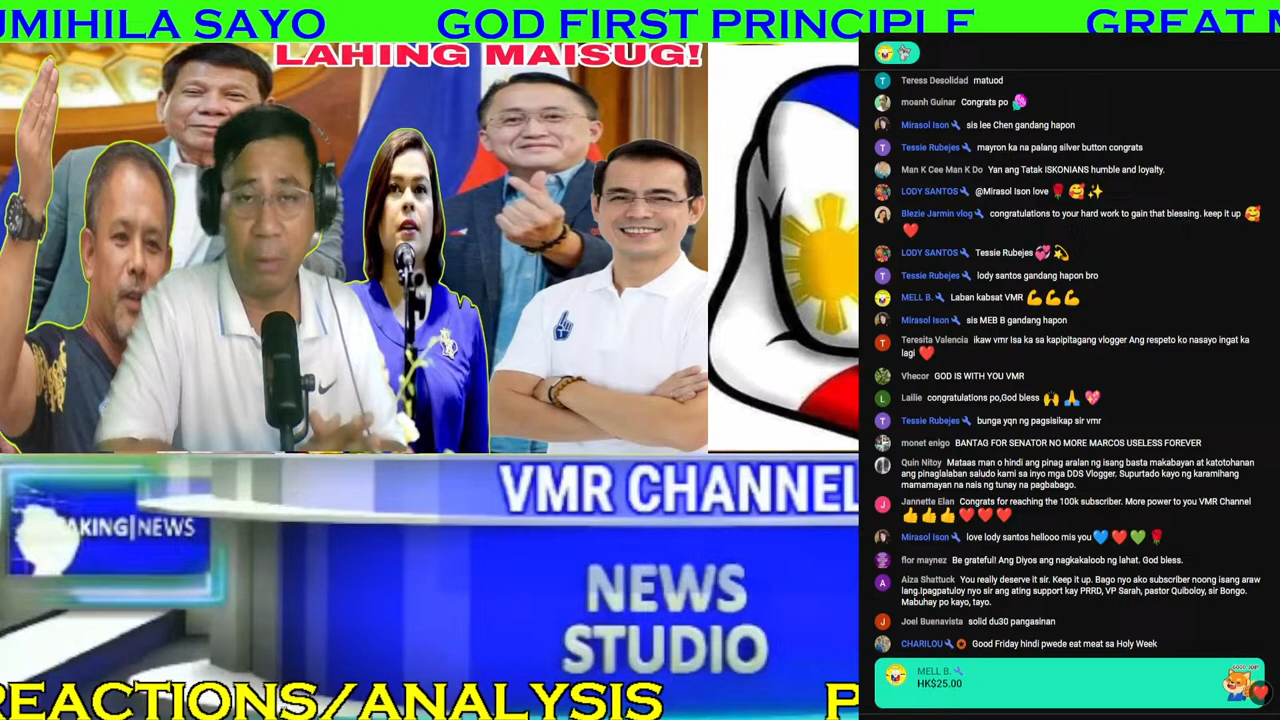 UMIHILA SAYO GOD FIRST PRINCIPLE GREAT
LAHING MAISUG!
Teress Desolidad matuod
moanh Guinar Congrats po
Mirasol Ison sis lee Chen gandang hapon
Tessie Rubejes mayron ka na palang silver button congrats
Man K Cee Man K Do Yan ang Tatak ISKONIANS humble and loyalty.
LODY SANTOS @Mirasol Ison love 🌹🥰✨
Blezie Jarmin vlog congratulations to your hard work to gain that blessing. keep it up 🥰
❤️
LODY SANTOS Tessie Rubejes 💞💫
Tessie Rubejes lody santos gandang hapon bro
MELL B. Laban kabsat VMR 💪💪💪
Mirasol Ison sis MEB B gandang hapon
Teresita Valencia ikaw vmr Isa ka sa kapipitagang vlogger Ang respeto ko nasayo ingat ka
lagi ❤️
Vhecor GOD IS WITH YOU VMR
Lailie congratulations po,God bless 🙌 🙏 💖
Tessie Rubejes bunga yqn ng pagsisikap sir vmr
monet enigo BANTAG FOR SENATOR NO MORE MARCOS USELESS FOREVER
Quin Nitoy Mataas man o hindi ang pinag aralan ng isang basta makabayan at katotohanan
ang pinaglalaban saludo kami sa inyo mga DDS Vlogger. Supurtado kayo ng karamihang
mamamayan na nais ng tunay na pagbabago.
Jannette Elan Congrats for reaching the 100k subscriber. More power to you VMR Channel
👍👍👍❤️❤️❤️
Mirasol Ison love lody santos hellooo mis you 💙❤️💚🌹
flor maynez Be grateful! Ang Diyos ang nagkakaloob ng lahat. God bless.
Aiza Shattuck You really deserve it sir. Keep it up. Bago nyo ako subscriber noong isang araw
lang.Ipagpatuloy nyo sir ang ating support kay PRRD, VP Sarah, pastor Quiboloy, sir Bongo.
Mabuhay po kayo, tayo.
Joel Buenavista solid du30 pangasinan
CHARILOU Good Friday hindi pwede eat meat sa Holy Week
MELL B.
HK$25.00
GOOD JOB!
VMR CHANNEL
AKING|NEWS
NEWS
STUDIO
REACTIONS/ANALYSIS P